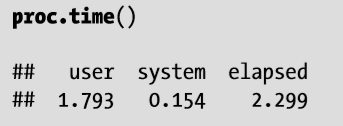 proc.time()
##   user  system elapsed
##  1.793   0.154   2.299